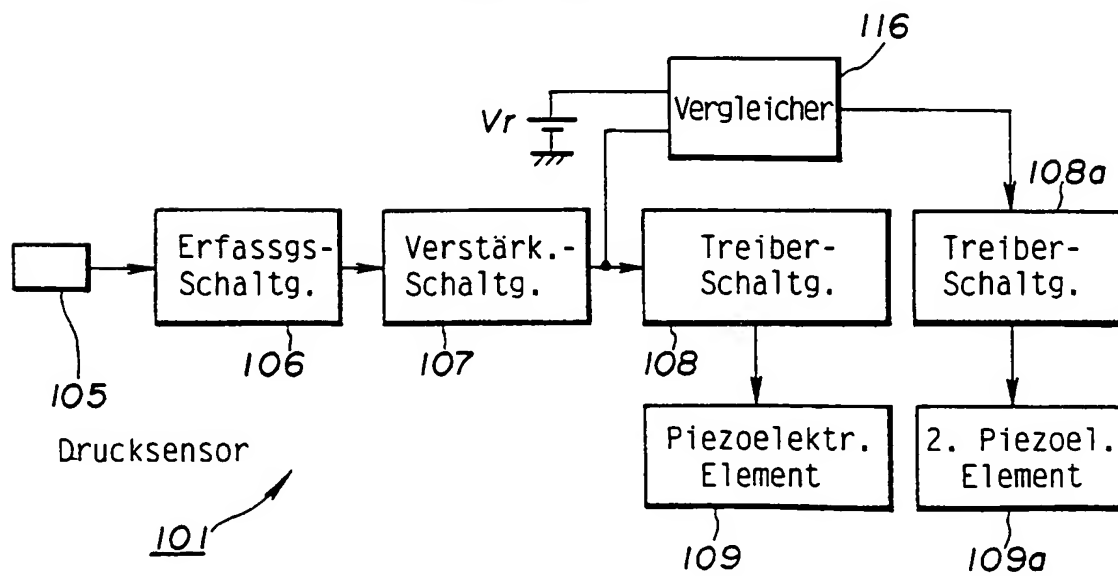 116
Vergleicher
Vr
108a
Erfassgs-
Schaltg.
Verstärk.-
Schaltg.
Treiber-
Schaltg.
Treiber-
Schaltg.
105
106
107
108
Drucksensor
Piezoelektr.
Element
2. Piezoel.
Element
101
109
109a